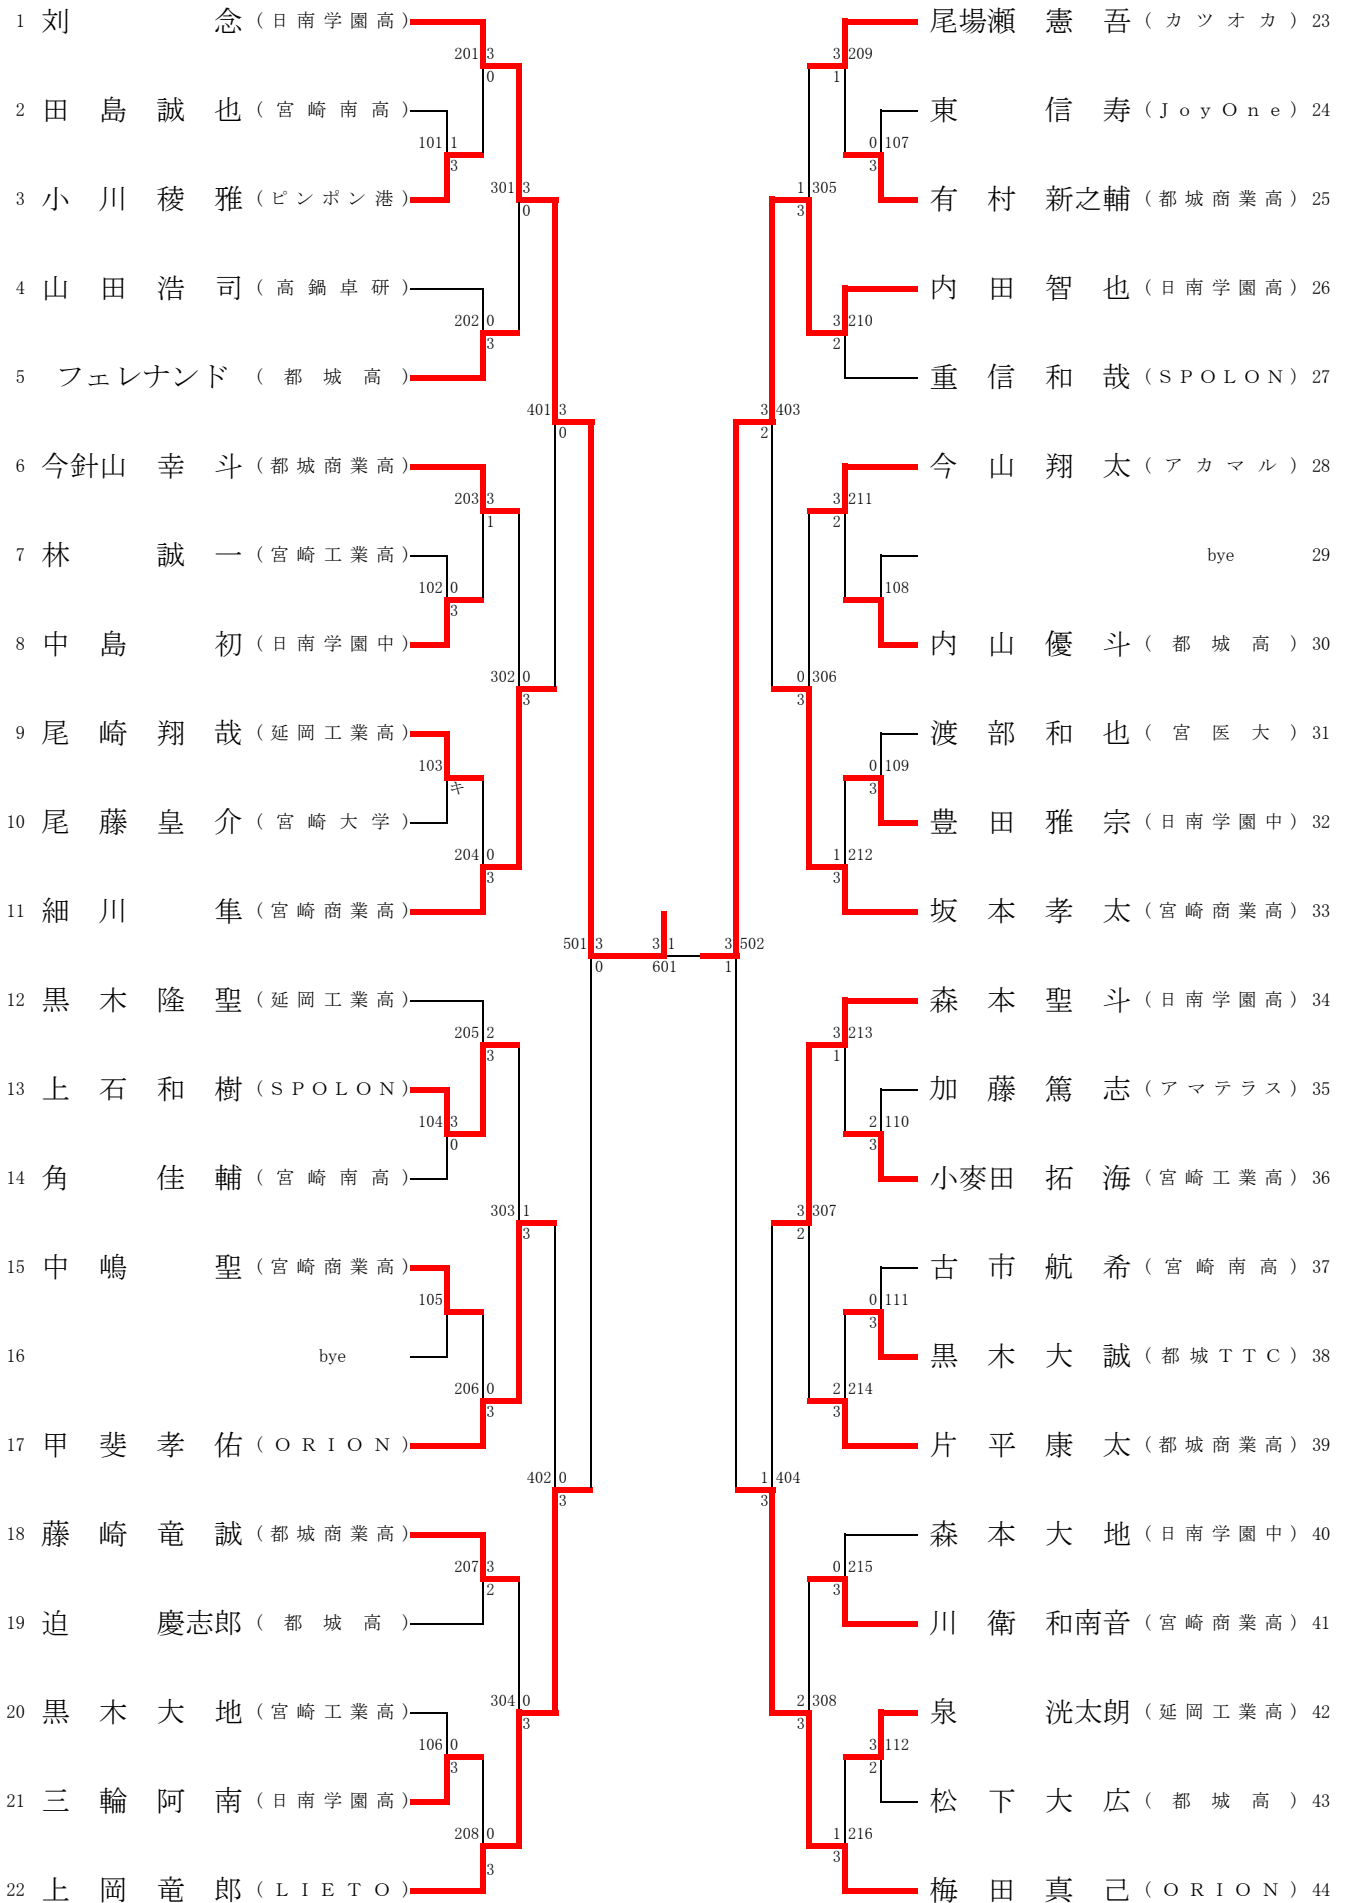 1 刘 念 (日南学園高)
201 3
0
2 田島誠也 (宮崎南高)
101 1
3
3 小川稜雅 (ピンポン港)
301 3
0
4 山田浩司 (高鍋卓研)
202 0
3
5 フェレナンド (都城高)
401 3
0
6 今針山幸斗 (都城商業高)
203 3
1
7 林 誠一 (宮崎工業高)
102 0
3
8 中島 初 (日南学園中)
302 0
3
9 尾崎翔哉 (延岡工業高)
103
キ
10 尾藤皇介 (宮崎大学)
204 0
3
11 細川 隼 (宮崎商業高)
501 3
0
12 黒木隆聖 (延岡工業高)
205 2
3
13 上石和樹 (SPOLON)
104 3
0
14 角 佳輔 (宮崎南高)
303 1
3
15 中嶋 聖 (宮崎商業高)
105
16 bye
206 0
3
17 甲斐孝佑 (ORION)
402 0
3
18 藤崎竜誠 (都城商業高)
207 3
2
19 迫 慶志郎 (都城高)
20 黒木大地 (宮崎工業高)
304 0
3
106 0
3
21 三輪阿南 (日南学園高)
208 0
3
22 上岡竜郎 (LIETO)
3 1
601
尾場瀬憲吾 (カツオカ) 23
3 209
1
東 信寿 (JoyOne) 24
0 107
3
有村新之輔 (都城商業高) 25
1 305
3
内田智也 (日南学園高) 26
3 210
2
重信和哉 (SPOLON) 27
3 403
2
今山翔太 (アカマル) 28
3 211
2
bye 29
108
内山優斗 (都城高) 30
0 306
3
渡部和也 (宮医大) 31
0 109
3
豊田雅宗 (日南学園中) 32
1 212
3
坂本孝太 (宮崎商業高) 33
3 502
1
森本聖斗 (日南学園高) 34
3 213
1
加藤篤志 (アマテラス) 35
2 110
3
小麥田拓海 (宮崎工業高) 36
3 307
2
古市航希 (宮崎南高) 37
0 111
3
黒木大誠 (都城TTC) 38
2 214
3
片平康太 (都城商業高) 39
1 404
3
森本大地 (日南学園中) 40
0 215
3
川衛和南音 (宮崎商業高) 41
2 308
3
泉 洸太朗 (延岡工業高) 42
3 112
2
松下大広 (都城高) 43
1 216
3
梅田真己 (ORION) 44